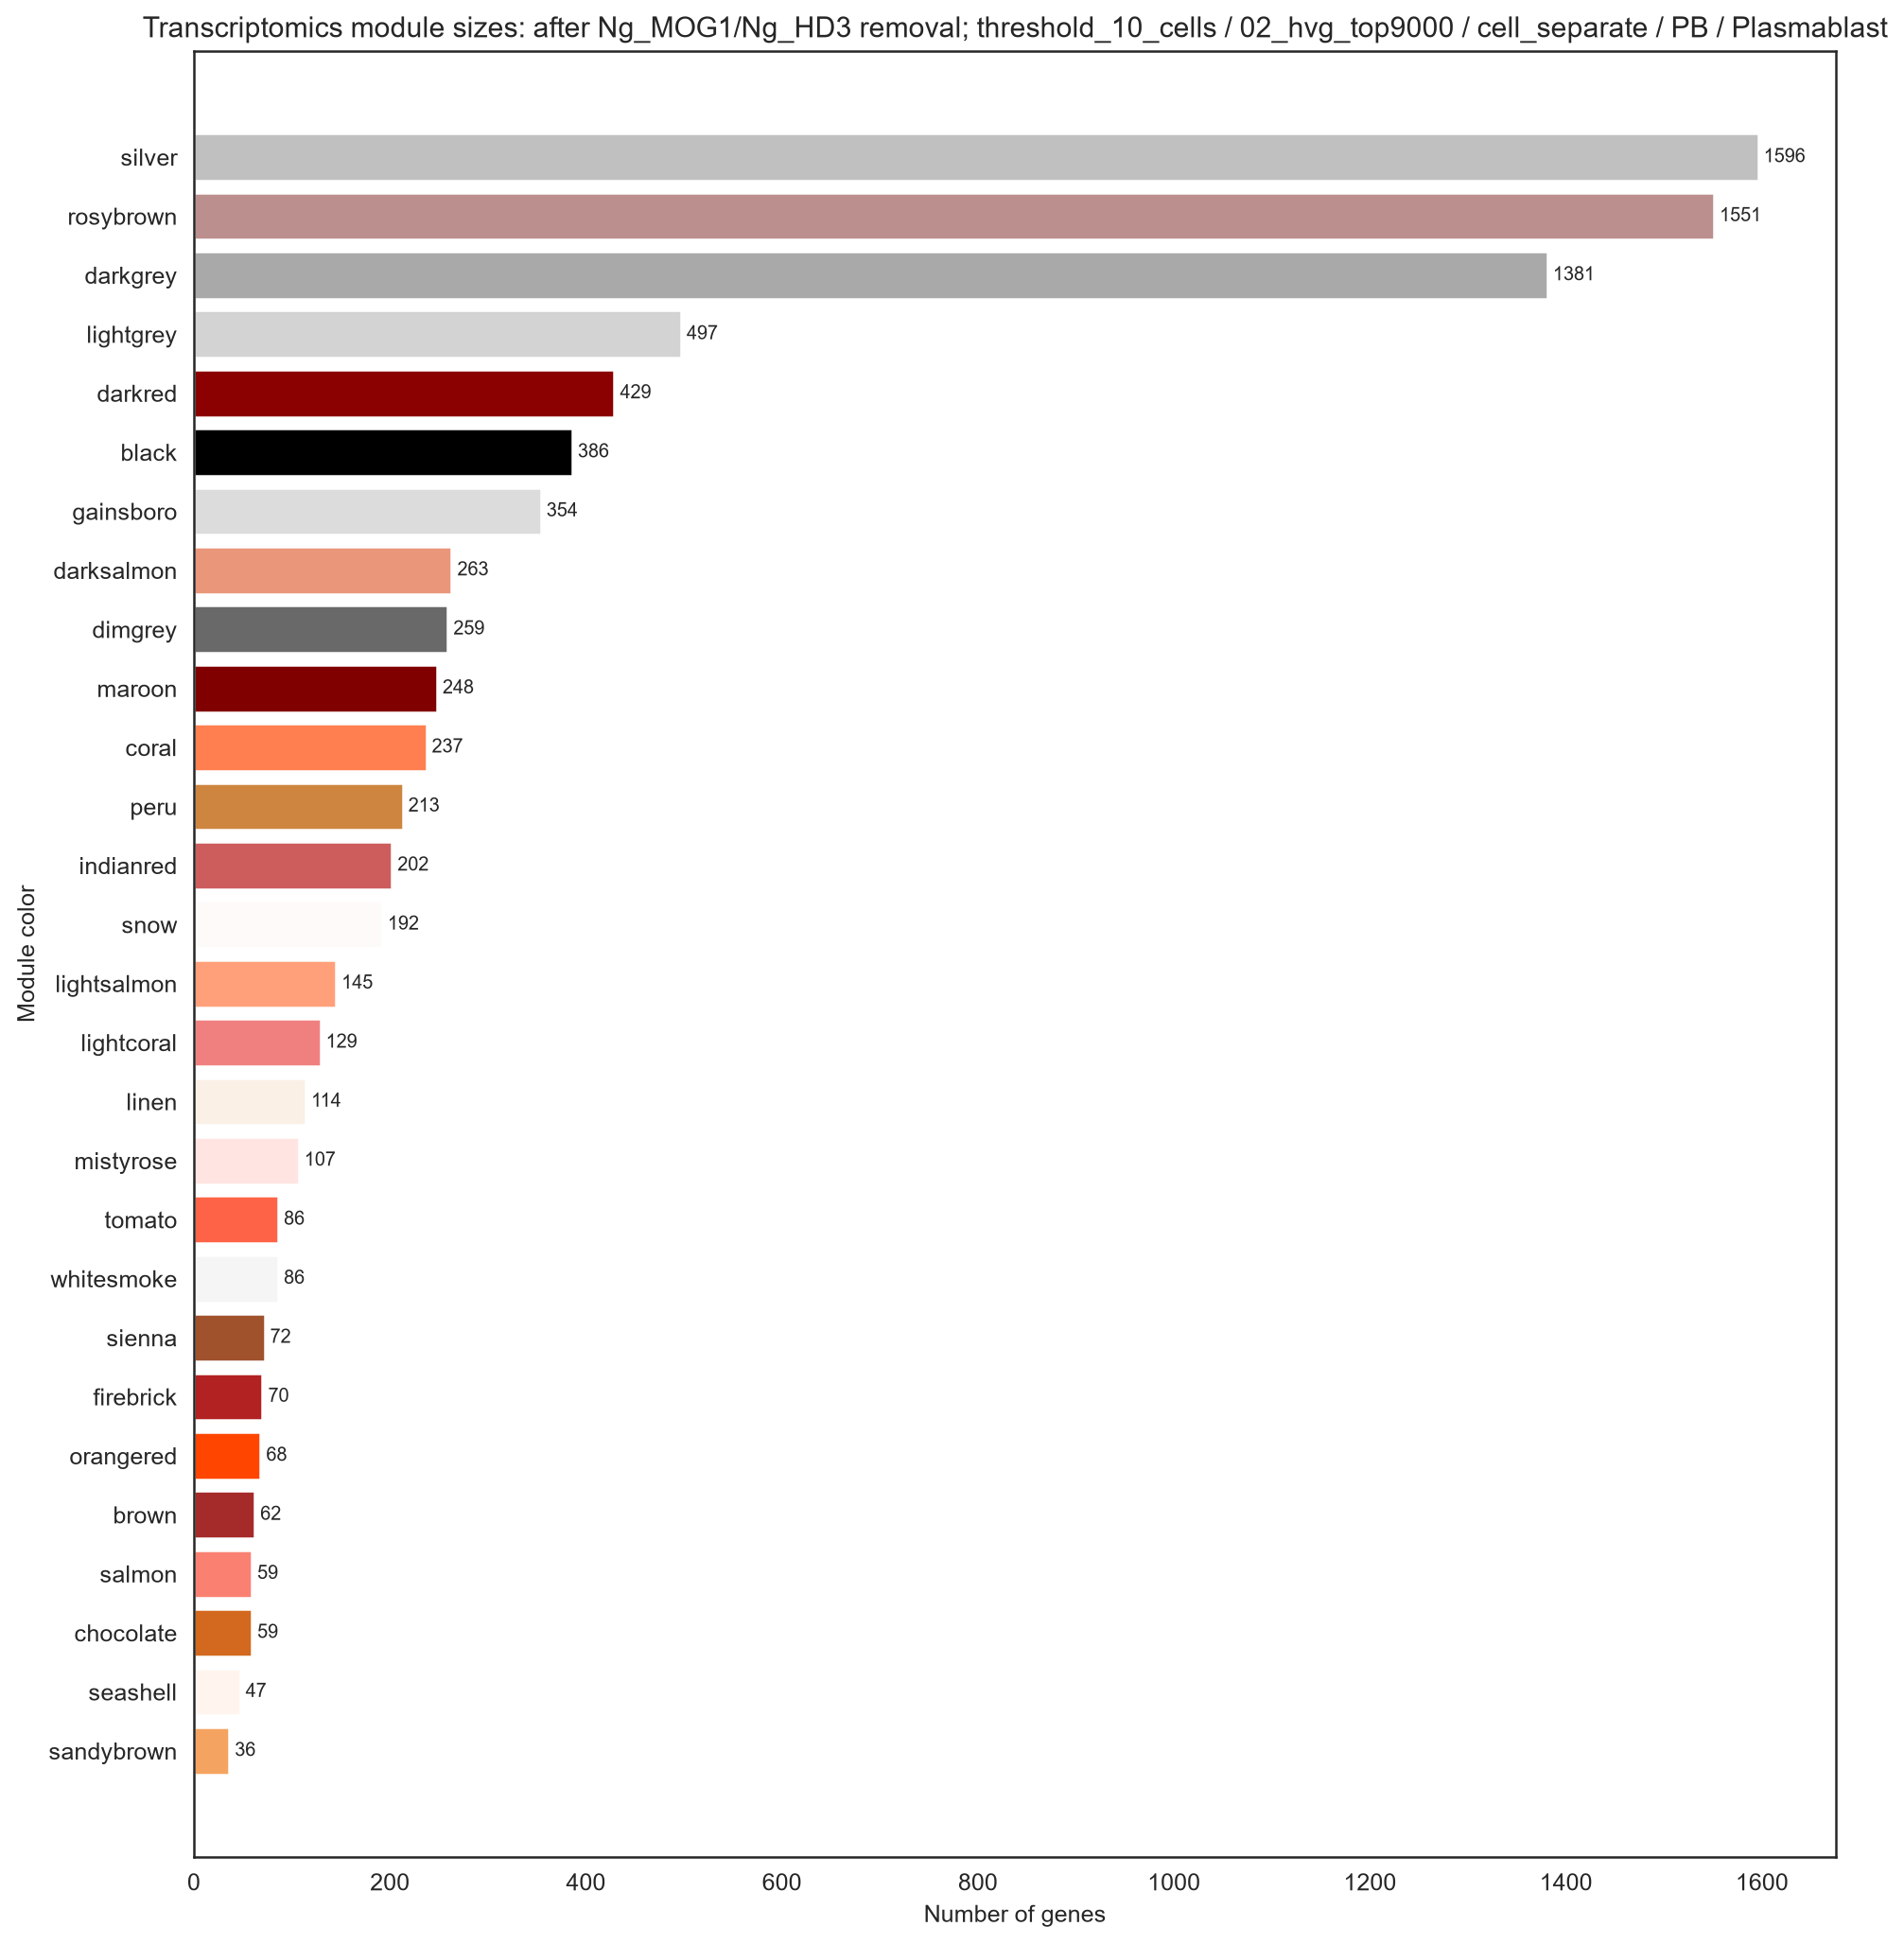 Transcriptomics module sizes: after Ng_MOG1/Ng_HD3 removal; threshold_10_cells / 02_hvg_top9000 / cell_separate / PB / Plasmablast
silver 1596
rosybrown 1551
darkgrey 1381
lightgrey 497
darkred 429
black 386
gainsboro 354
darksalmon 263
dimgrey 259
maroon 248
coral 237
peru 213
indianred 202
snow 192
lightsalmon 145
lightcoral 129
linen 114
mistyrose 107
tomato 86
whitesmoke 86
sienna 72
firebrick 70
orangered 68
brown 62
salmon 59
chocolate 59
seashell 47
sandybrown 36
Module color
0 200 400 600 800 1000 1200 1400 1600
Number of genes